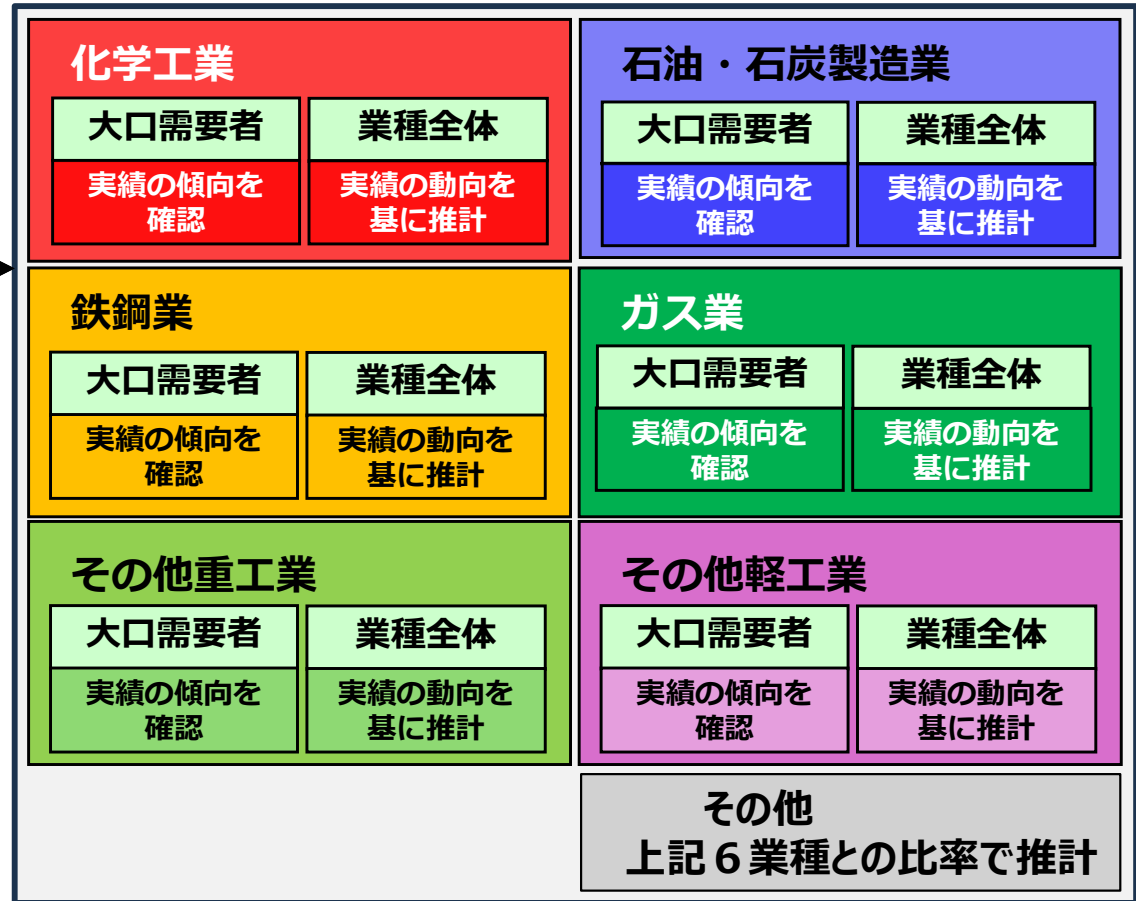 化学工業
大口需要者
実績の傾向を
確認
業種全体
実績の動向を
基に推計
石油・石炭製造業
大口需要者
実績の傾向を
確認
業種全体
実績の動向を
基に推計
鉄鋼業
大口需要者
実績の傾向を
確認
業種全体
実績の動向を
基に推計
ガス業
大口需要者
実績の傾向を
確認
業種全体
実績の動向を
基に推計
その他重工業
大口需要者
実績の傾向を
確認
業種全体
実績の動向を
基に推計
その他軽工業
大口需要者
実績の傾向を
確認
業種全体
実績の動向を
基に推計
その他
上記６業種との比率で推計